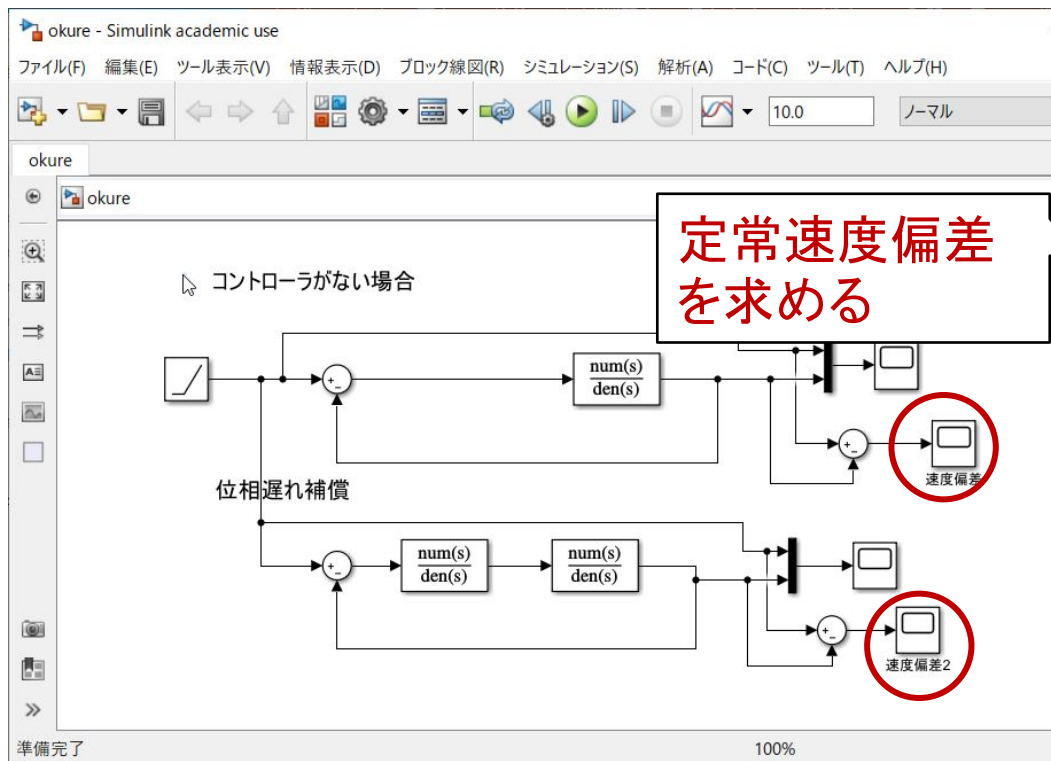 okure - Simulink academic use
ファイル(F) 編集(E) ツール表示(V) 情報表示(D) ブロック線図(R) シミュレーション(S) 解析(A) コード(C) ツール(T) ヘルプ(H)
10.0
ノーマル
okure
okure
定常速度偏差
を求める
コントローラがない場合
num(s)
den(s)
速度偏差
位相遅れ補償
num(s)
den(s)
num(s)
den(s)
速度偏差2
準備完了
100%